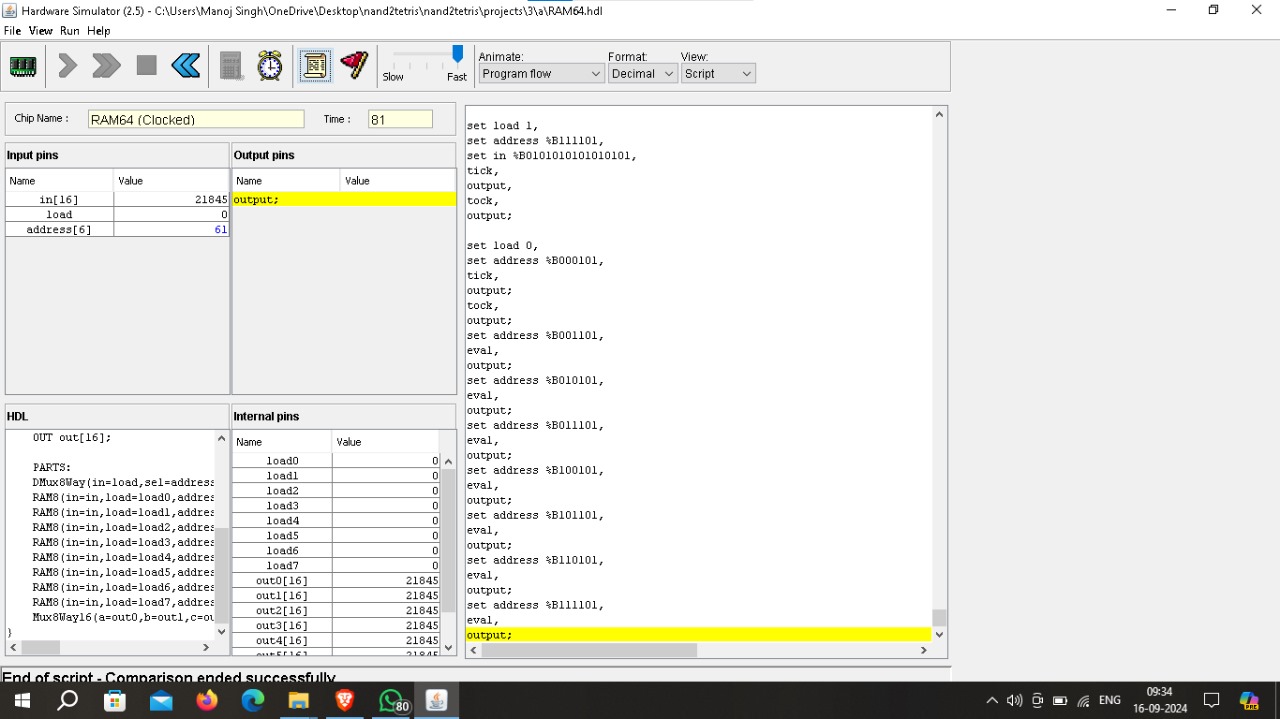 Hardware Simulator (2.5) - C:\Users\Manoj Singh\OneDrive\Desktop\nand2tetris\nand2tetris\projects\3\a\RAM64.hdl
File View Run Help
Slow
Fast
Animate:
Program flow
Format:
Decimal
View:
Script
Chip Name :
RAM64 (Clocked)
Time :
81
Input pins
Name Value
in[16] 21845
load 0
address[6] 61
Output pins
Name Value
output;
HDL
OUT out[16];
PARTS:
DMux8Way(in=load,sel=address
RAM8(in=in,load=load0,addres
RAM8(in=in,load=load1,addres
RAM8(in=in,load=load2,addres
RAM8(in=in,load=load3,addres
RAM8(in=in,load=load4,addres
RAM8(in=in,load=load5,addres
RAM8(in=in,load=load6,addres
RAM8(in=in,load=load7,addres
Mux8Way16(a=out0,b=out1,c=ou
}
Internal pins
Name Value
load0 0
load1 0
load2 0
load3 0
load4 0
load5 0
load6 0
load7 0
out0[16] 21845
out1[16] 21845
out2[16] 21845
out3[16] 21845
out4[16] 21845
out5[16] 21845
set load 1,
set address %B111101,
set in %B0101010101010101,
tick,
output,
tock,
output;
set load 0,
set address %B000101,
tick,
output;
tock,
output;
set address %B001101,
eval,
output;
set address %B010101,
eval,
output;
set address %B011101,
eval,
output;
set address %B100101,
eval,
output;
set address %B101101,
eval,
output;
set address %B110101,
eval,
output;
set address %B111101,
eval,
output;
End of script - Comparison ended successfully
80
ENG
09:34
16-09-2024
PRE